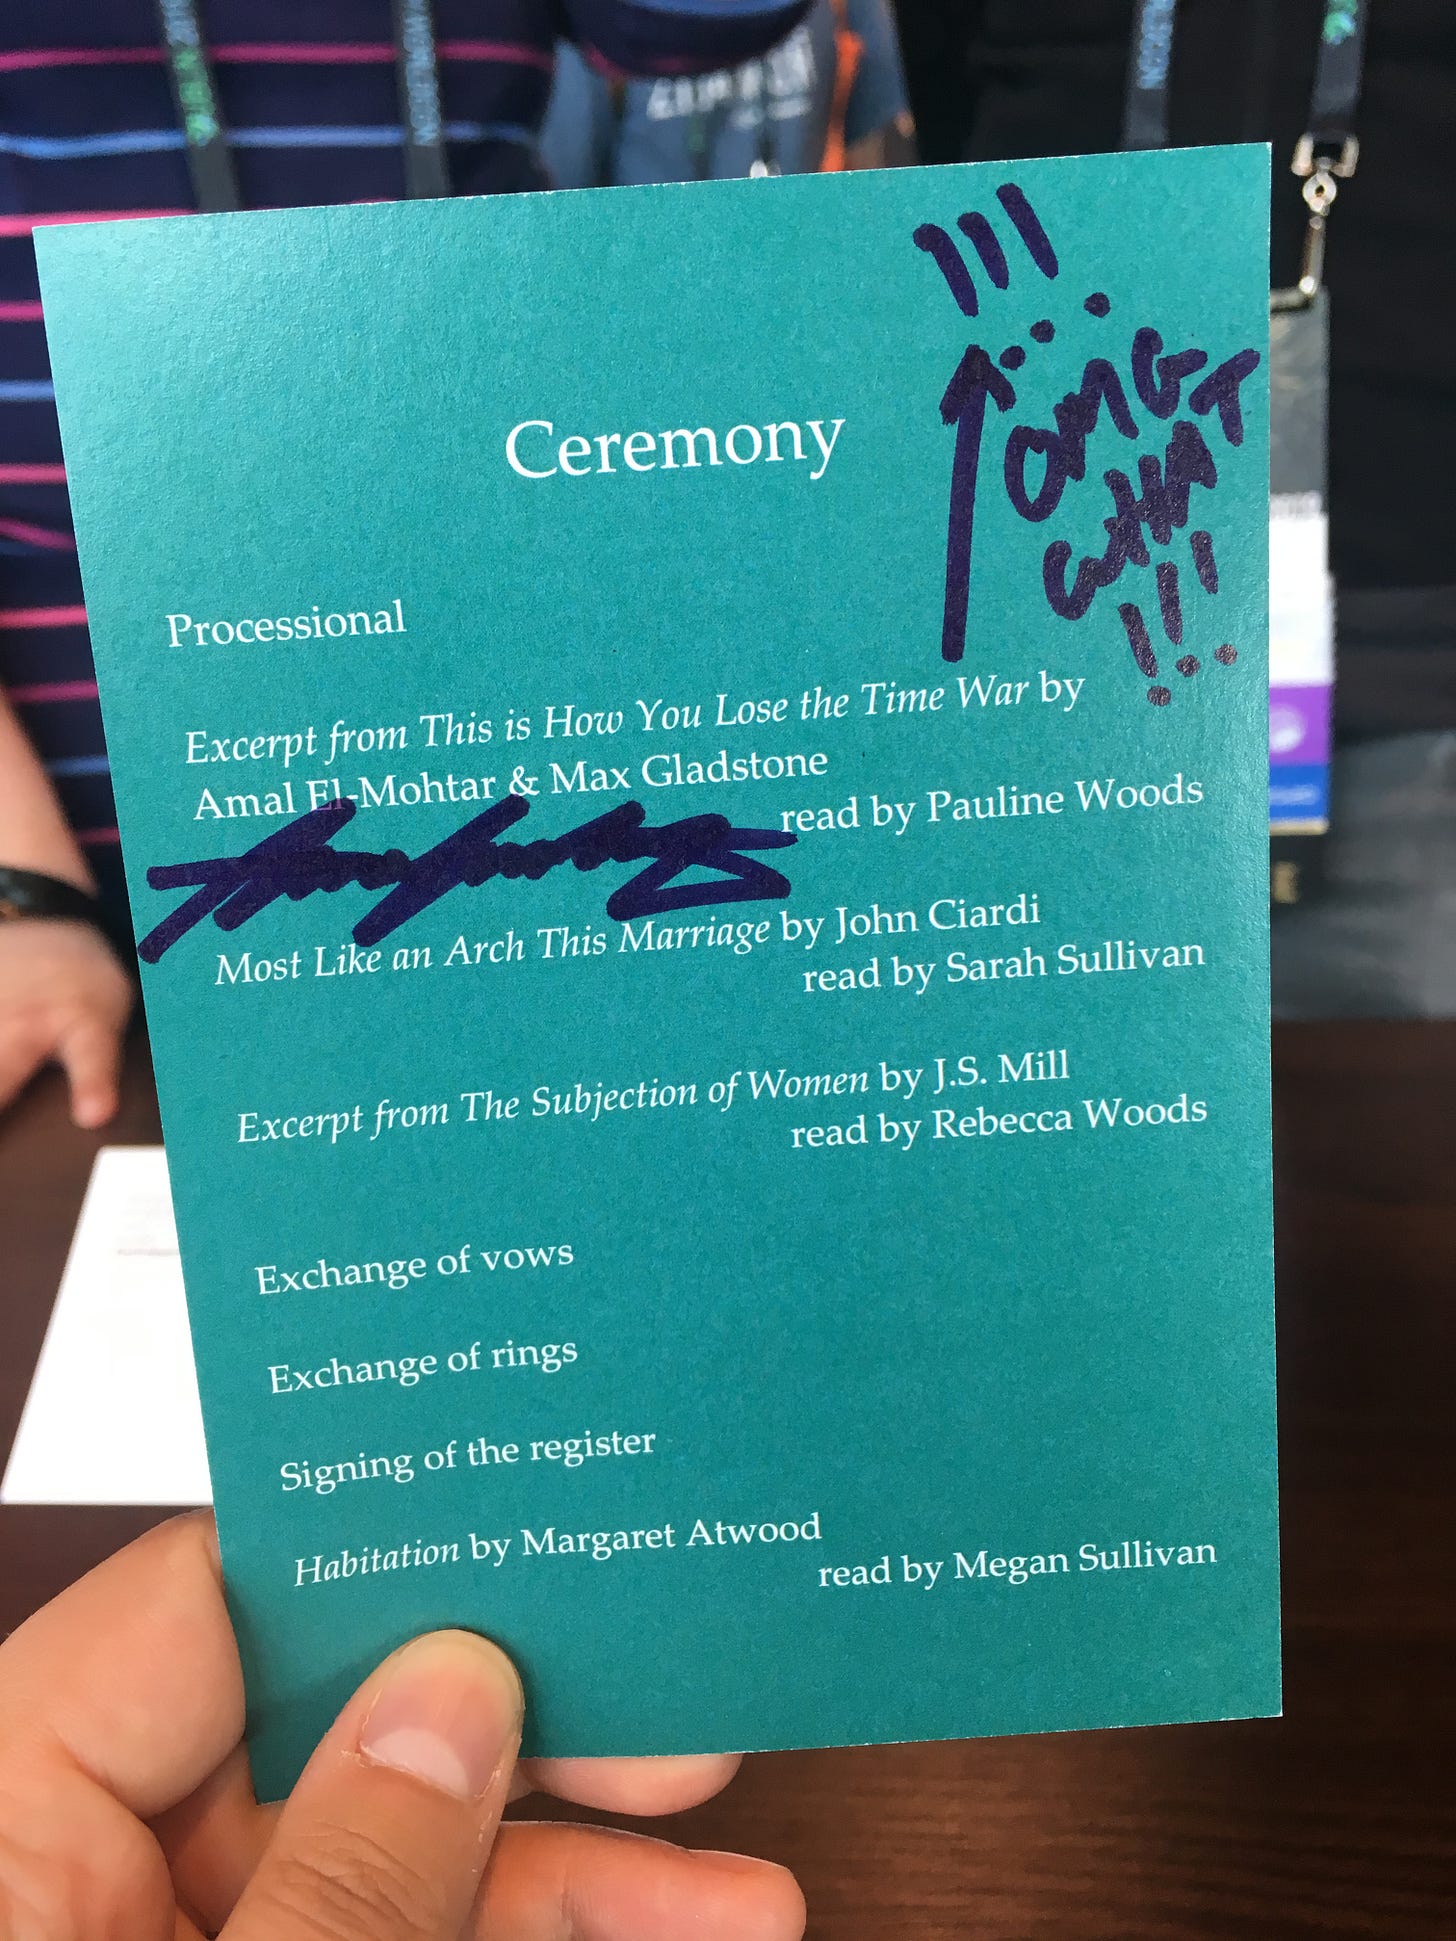 !!!
OMG
WHAT
!!!
Ceremony
Processional
Excerpt from This is How You Lose the Time War by
Amal El-Mohtar & Max Gladstone
read by Pauline Woods
Most Like an Arch This Marriage by John Ciardi
read by Sarah Sullivan
Excerpt from The Subjection of Women by J.S. Mill
read by Rebecca Woods
Exchange of vows
Exchange of rings
Signing of the register
Habitation by Margaret Atwood
read by Megan Sullivan